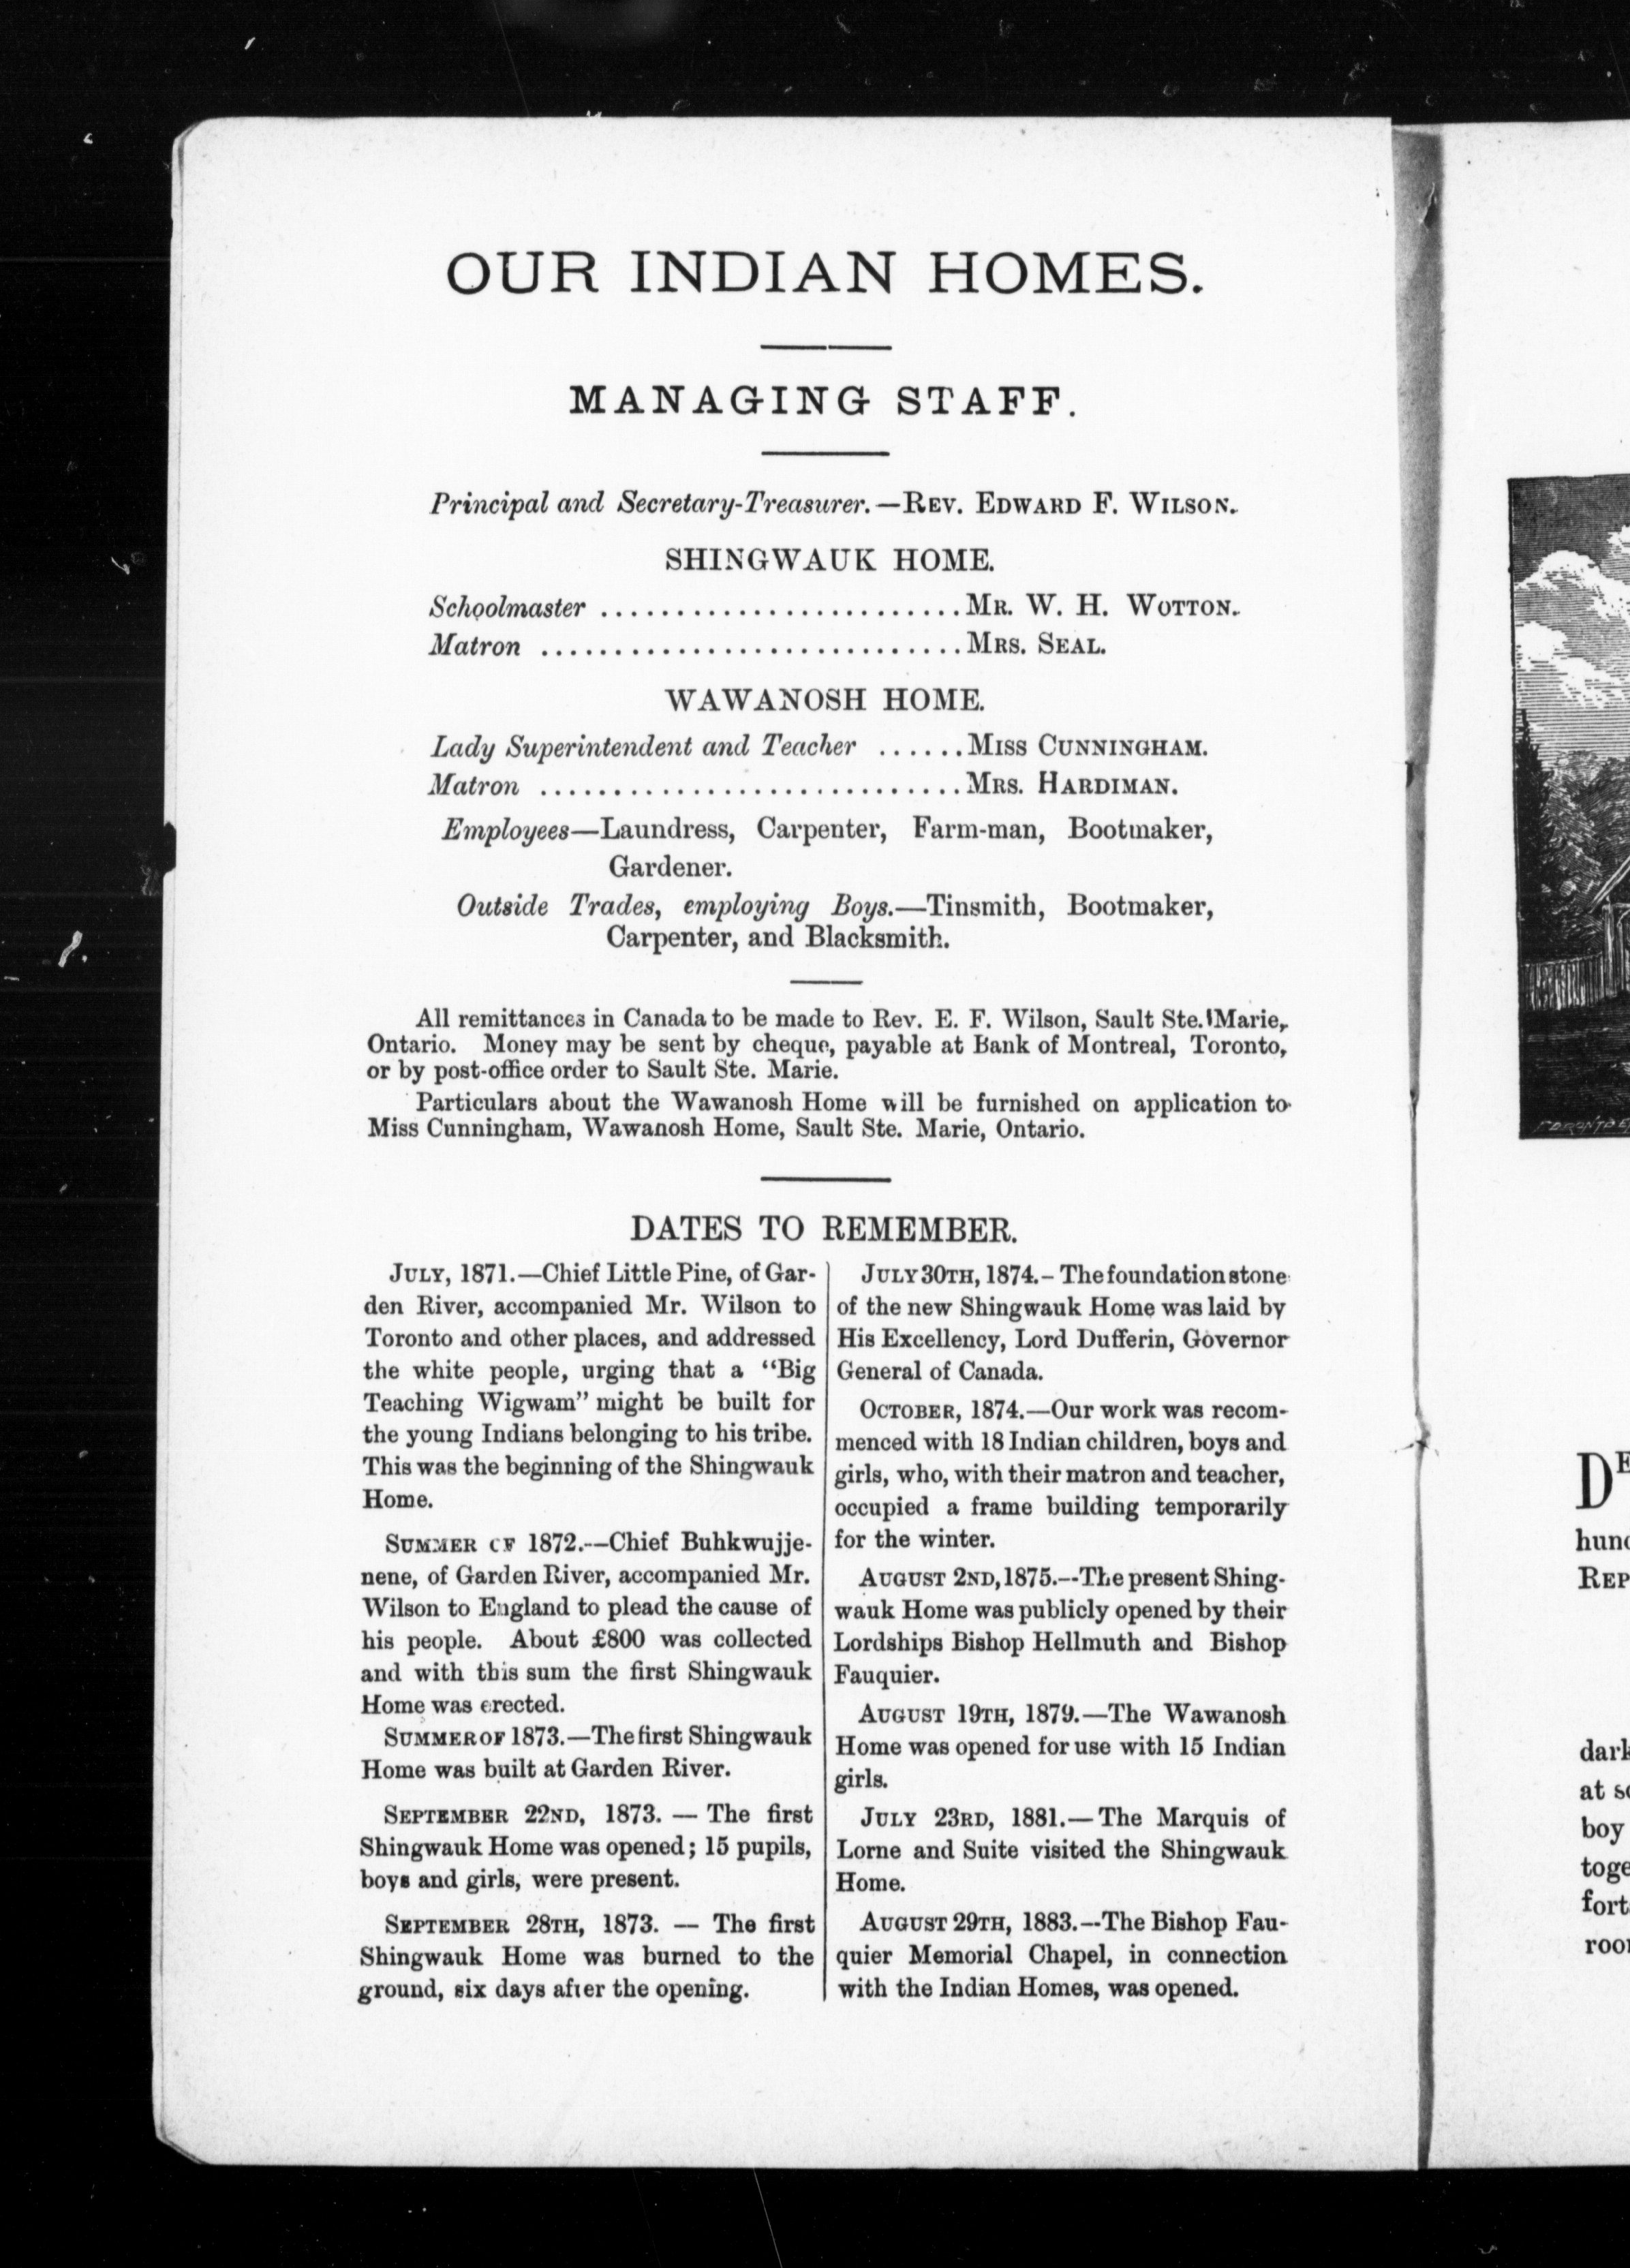 OUR INDIAN HOMES.
MANAGING STAFF.
Principal and Secretary-Treasurer.—REV. EDWARD F. WILSON.
SHINGWAUK HOME.
Schoolmaster ........................MR. W. H. WOTTON.
Matron ............................MRS. SEAL.
WAWANOSH HOME.
Lady Superintendent and Teacher ......MISS CUNNINGHAM.
Matron ............................MRS. HARDIMAN.
Employees—Laundress, Carpenter, Farm-man, Bootmaker,
Gardener.
Outside Trades, employing Boys.—Tinsmith, Bootmaker,
Carpenter, and Blacksmith.
All remittances in Canada to be made to Rev. E. F. Wilson, Sault Ste. Marie,
Ontario. Money may be sent by cheque, payable at Bank of Montreal, Toronto,
or by post-office order to Sault Ste. Marie.
Particulars about the Wawanosh Home will be furnished on application to
Miss Cunningham, Wawanosh Home, Sault Ste. Marie, Ontario.
DATES TO REMEMBER.
JULY, 1871.—Chief Little Pine, of Gar-
den River, accompanied Mr. Wilson to
Toronto and other places, and addressed
the white people, urging that a "Big
Teaching Wigwam" might be built for
the young Indians belonging to his tribe.
This was the beginning of the Shingwauk
Home.
SUMMER OF 1872.—Chief Buhkwujje-
nene, of Garden River, accompanied Mr.
Wilson to England to plead the cause of
his people. About £800 was collected
and with this sum the first Shingwauk
Home was erected.
SUMMER OF 1873.—The first Shingwauk
Home was built at Garden River.
SEPTEMBER 22ND, 1873. — The first
Shingwauk Home was opened; 15 pupils,
boys and girls, were present.
SEPTEMBER 28TH, 1873. — The first
Shingwauk Home was burned to the
ground, six days after the opening.
JULY 30TH, 1874.—The foundation stone
of the new Shingwauk Home was laid by
His Excellency, Lord Dufferin, Governor
General of Canada.
OCTOBER, 1874.—Our work was recom-
menced with 18 Indian children, boys and
girls, who, with their matron and teacher,
occupied a frame building temporarily
for the winter.
AUGUST 2ND, 1875.—The present Shing-
wauk Home was publicly opened by their
Lordships Bishop Hellmuth and Bishop
Fauquier.
AUGUST 19TH, 1879.—The Wawanosh
Home was opened for use with 15 Indian
girls.
JULY 23RD, 1881.—The Marquis of
Lorne and Suite visited the Shingwauk
Home.
AUGUST 29TH, 1883.—The Bishop Fau-
quier Memorial Chapel, in connection
with the Indian Homes, was opened.
DE
hund
REP
dark
at so
boy
toge
fort
roon